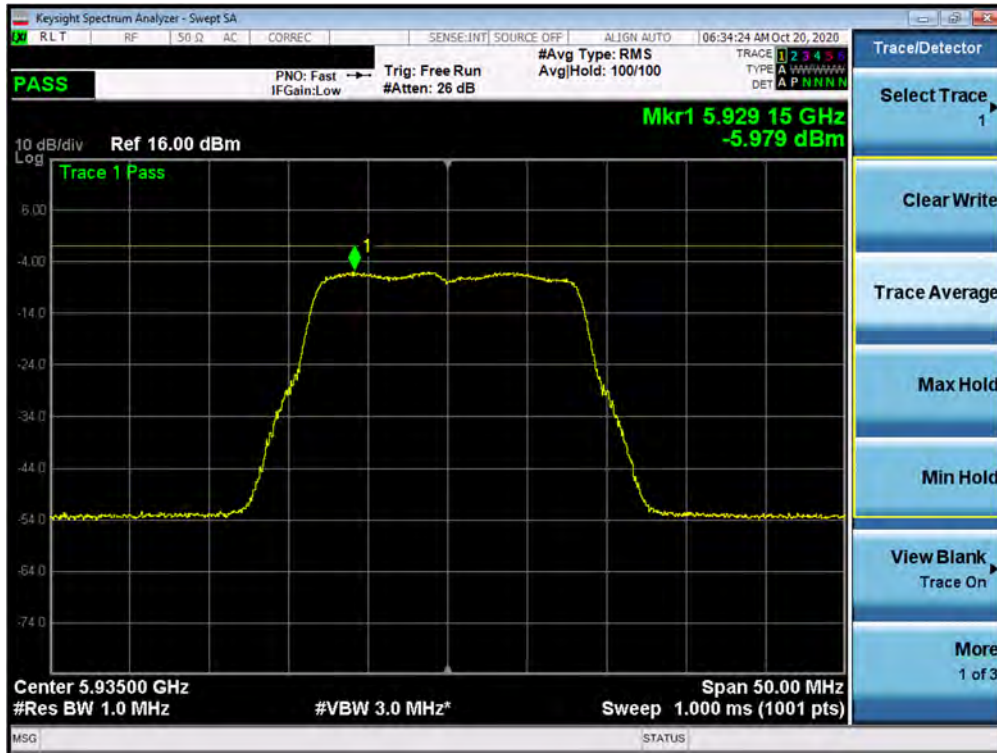 Keysight Spectrum Analyzer - Swept SA
RLT RF 50 Ω AC CORREC SENSE:INT SOURCE OFF ALIGN AUTO 06:34:24 AM Oct 20, 2020
PASS
PNO: Fast
IFGain:Low
Trig: Free Run
#Atten: 26 dB
#Avg Type: RMS
Avg|Hold: 100/100
TRACE 1 2 3 4 5 6
TYPE A WWWWW
DET A P N N N N
Mkr1 5.929 15 GHz
-5.979 dBm
10 dB/div Ref 16.00 dBm
Log
Trace 1 Pass
1
6.00
-4.00
-14.0
-24.0
-34.0
-44.0
-54.0
-64.0
-74.0
Center 5.93500 GHz Span 50.00 MHz
#Res BW 1.0 MHz #VBW 3.0 MHz* Sweep 1.000 ms (1001 pts)
MSG STATUS
Trace/Detector
Select Trace
1
Clear Write
Trace Average
Max Hold
Min Hold
View Blank
Trace On
More
1 of 3